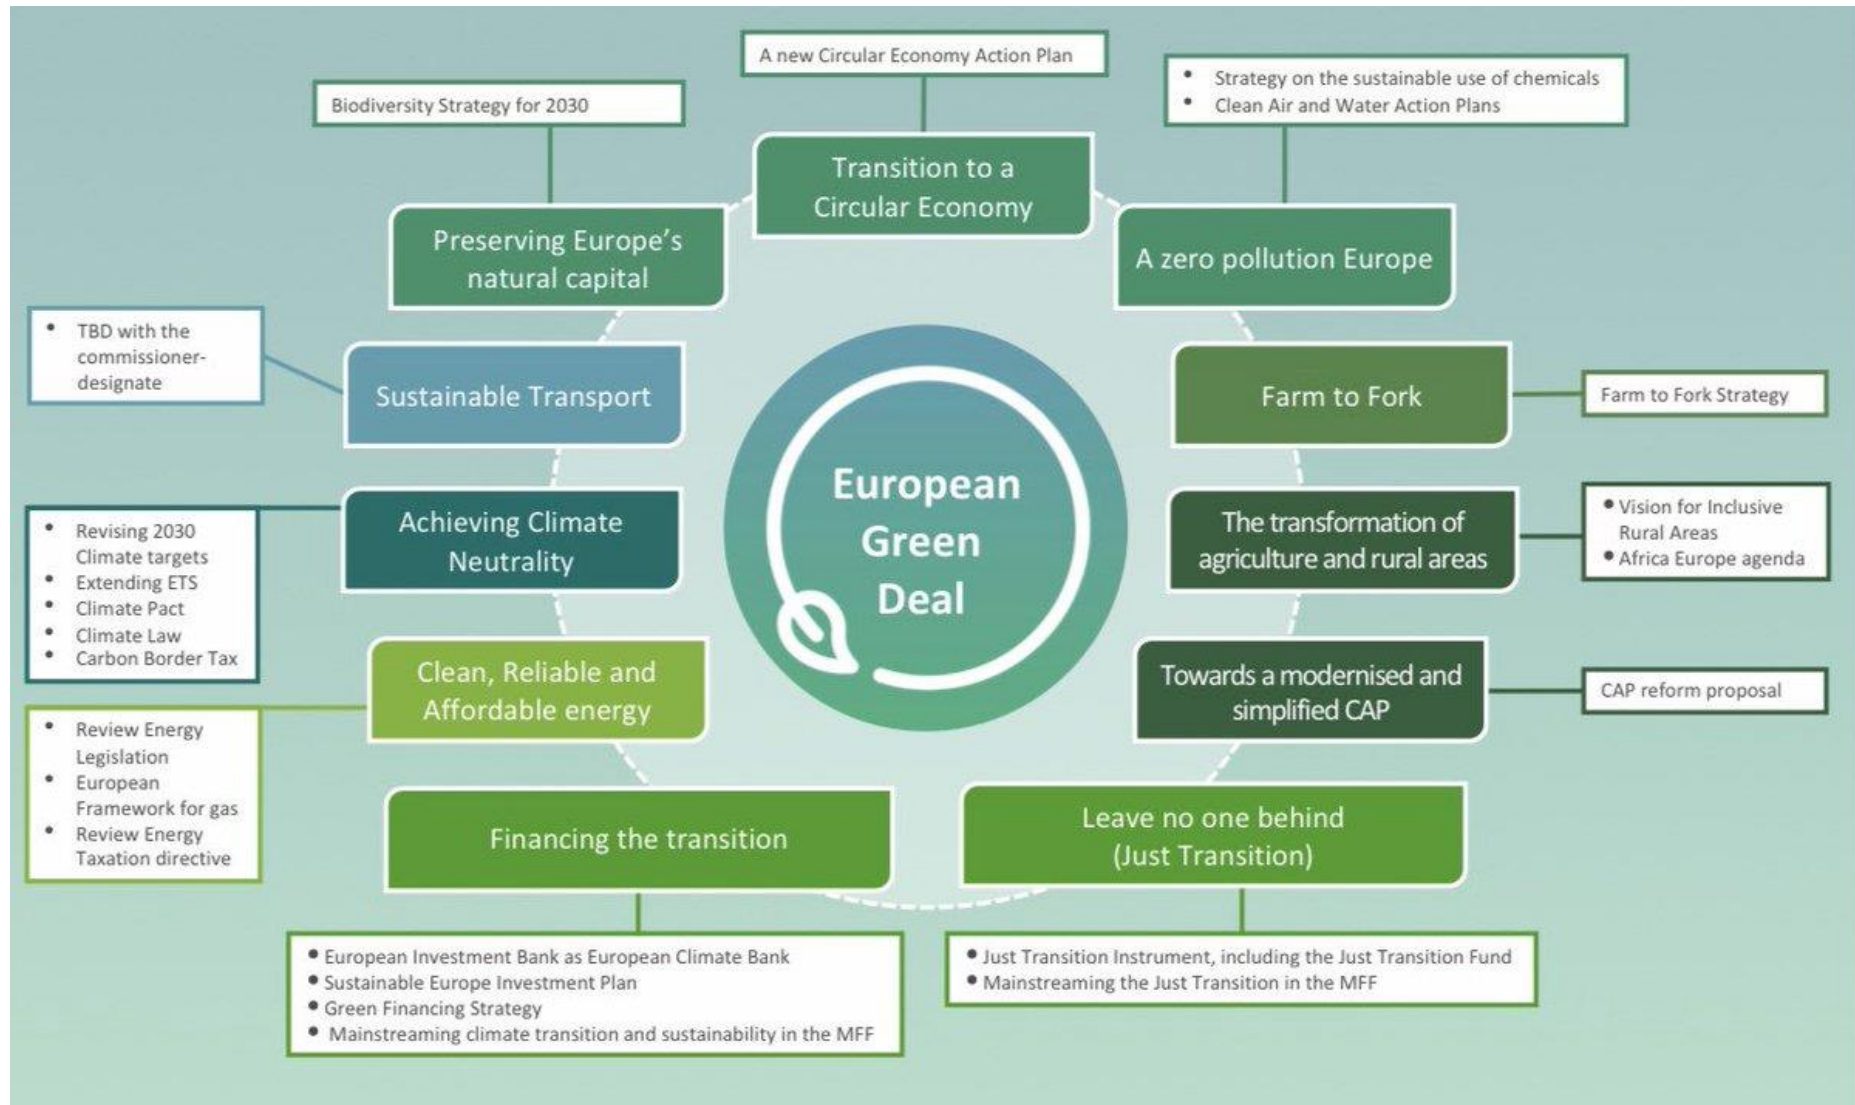 A new Circular Economy Action Plan
• Strategy on the sustainable use of chemicals
• Clean Air and Water Action Plans
Biodiversity Strategy for 2030
Transition to a
Circular Economy
Preserving Europe's
natural capital
A zero pollution Europe
• TBD with the
commissioner-
designate
Sustainable Transport
Farm to Fork
Farm to Fork Strategy
European
Green
Deal
• Revising 2030
Climate targets
• Extending ETS
• Climate Pact
• Climate Law
• Carbon Border Tax
Achieving Climate
Neutrality
The transformation of
agriculture and rural areas
• Vision for Inclusive
Rural Areas
• Africa Europe agenda
Clean, Reliable and
Affordable energy
Towards a modernised and
simplified CAP
CAP reform proposal
• Review Energy
Legislation
• European
Framework for gas
• Review Energy
Taxation directive
Financing the transition
Leave no one behind
(Just Transition)
• European Investment Bank as European Climate Bank
• Sustainable Europe Investment Plan
• Green Financing Strategy
• Mainstreaming climate transition and sustainability in the MFF
• Just Transition Instrument, including the Just Transition Fund
• Mainstreaming the Just Transition in the MFF